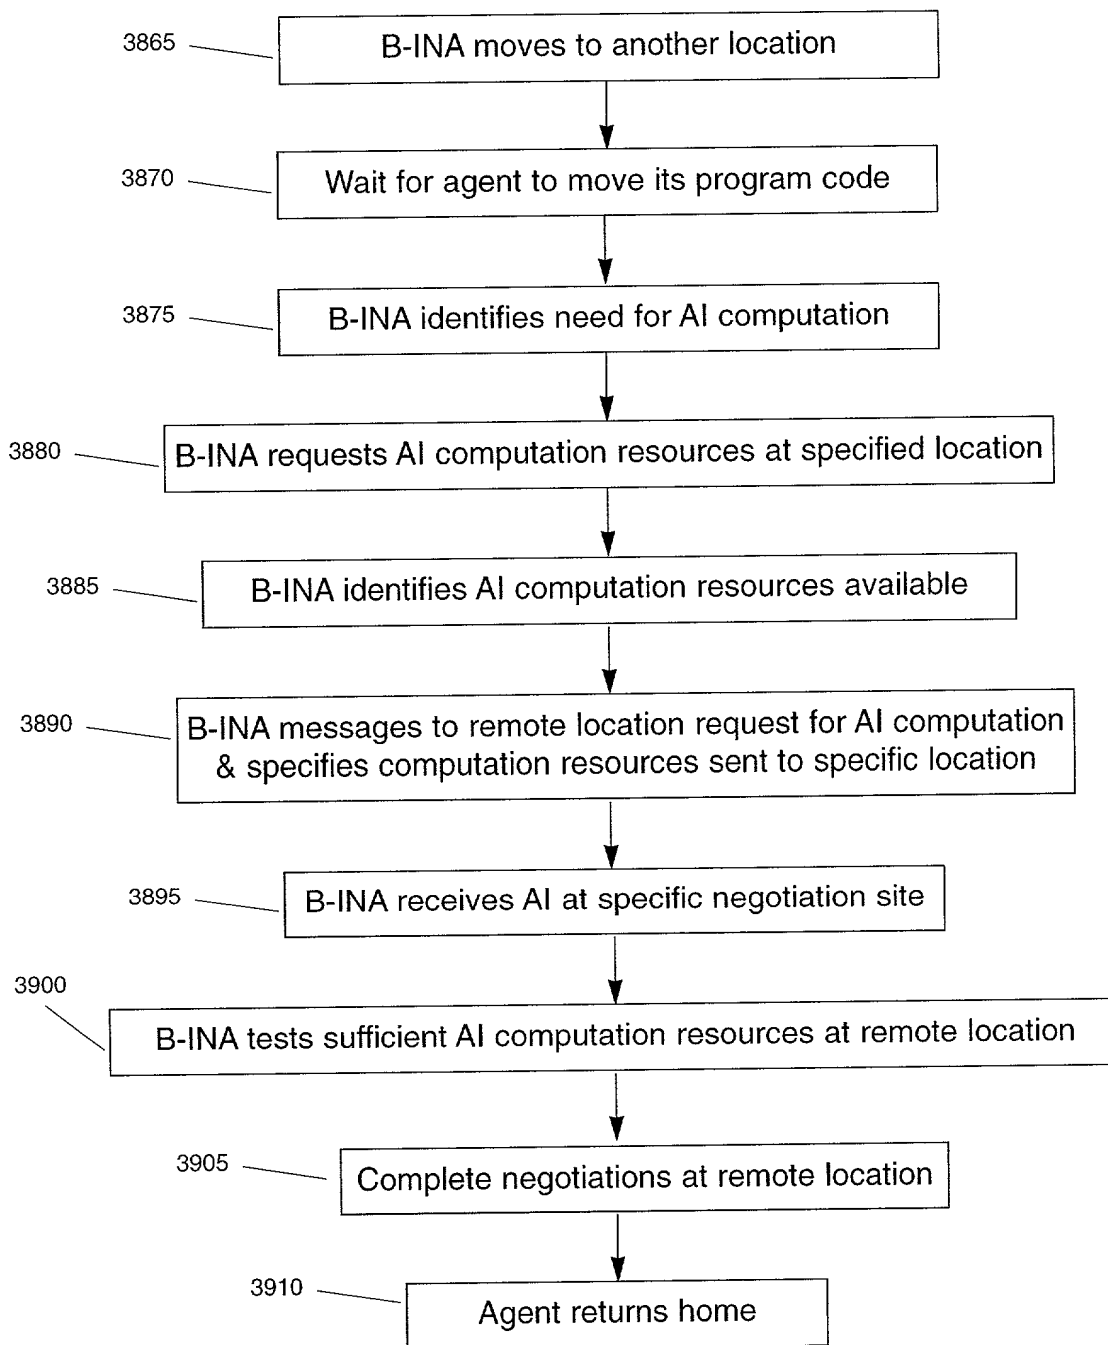 3865
B-INA moves to another location
3870
Wait for agent to move its program code
3875
B-INA identifies need for AI computation
3880
B-INA requests AI computation resources at specified location
3885
B-INA identifies AI computation resources available
3890
B-INA messages to remote location request for AI computation
& specifies computation resources sent to specific location
3895
B-INA receives AI at specific negotiation site
3900
B-INA tests sufficient AI computation resources at remote location
3905
Complete negotiations at remote location
3910
Agent returns home